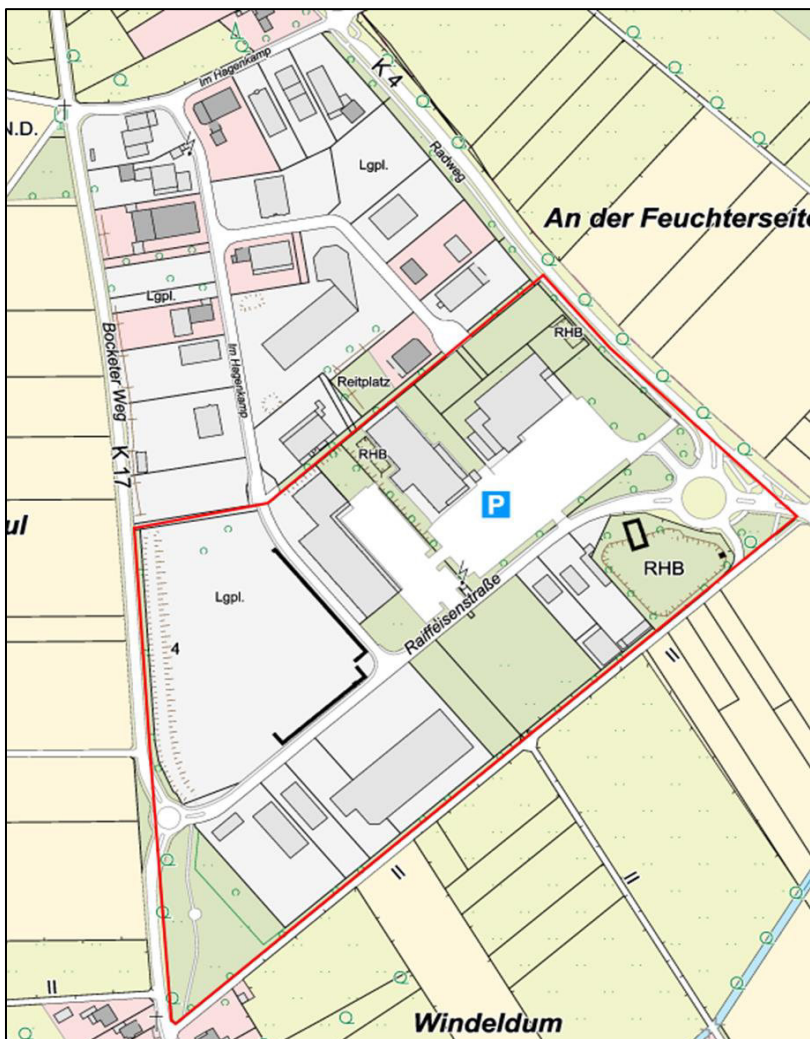 Im Hagenkamp
K 4
N.D.
Lgpl.
Radweg
An der Feuchterseite
Lgpl.
Im Hagenkamp
Bocketer Weg
K 17
RHB
Reitplatz
RHB
P
ul
Lgpl.
RHB
4
Raiffeisenstraße
II
II
II
II
Windeldum